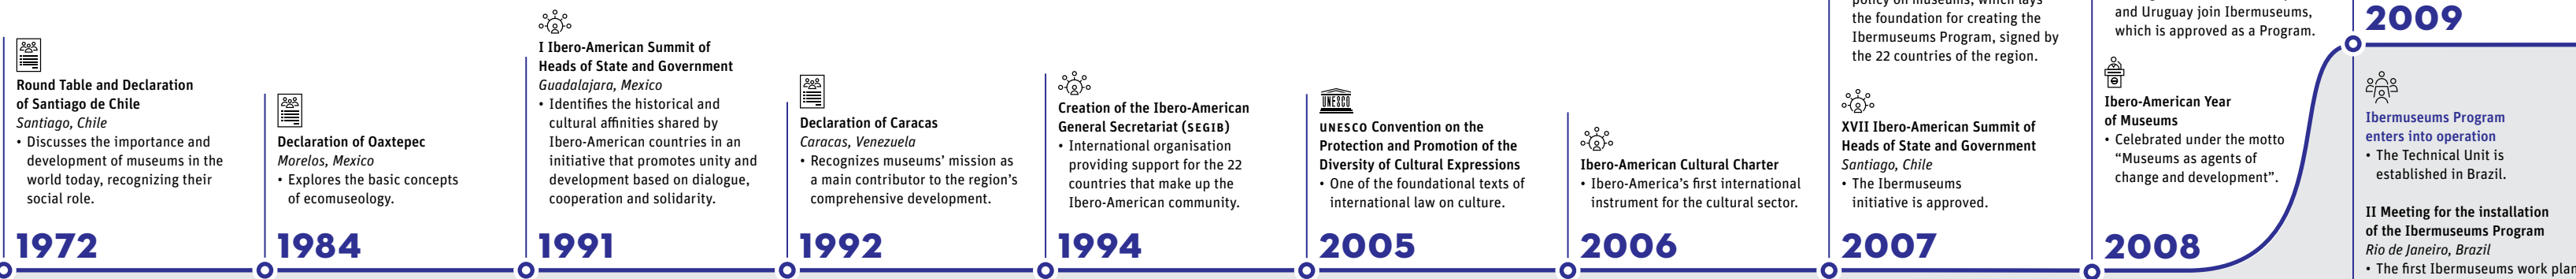 Round Table and Declaration
of Santiago de Chile
Santiago, Chile
• Discusses the importance and
development of museums in the
world today, recognizing their
social role.
1972
Declaration of Oaxtepec
Morelos, Mexico
• Explores the basic concepts
of ecomuseology.
1984
I Ibero-American Summit of
Heads of State and Government
Guadalajara, Mexico
• Identifies the historical and
cultural affinities shared by
Ibero-American countries in an
initiative that promotes unity and
development based on dialogue,
cooperation and solidarity.
1991
Declaration of Caracas
Caracas, Venezuela
• Recognizes museums’ mission as
a main contributor to the region’s
comprehensive development.
1992
Creation of the Ibero-American
General Secretariat (SEGIB)
• International organisation
providing support for the 22
countries that make up the
Ibero-American community.
1994
UNESCO
UNESCO Convention on the
Protection and Promotion of the
Diversity of Cultural Expressions
• One of the foundational texts of
international law on culture.
2005
Ibero-American Cultural Charter
• Ibero-America’s first international
instrument for the cultural sector.
2006
policy on museums, which lays
the foundation for creating the
Ibermuseums Program, signed by
the 22 countries of the region.
XVII Ibero-American Summit of
Heads of State and Government
Santiago, Chile
• The Ibermuseums
initiative is approved.
2007
and Uruguay join Ibermuseums,
which is approved as a Program.
Ibero-American Year
of Museums
• Celebrated under the motto
“Museums as agents of
change and development”.
2008
2009
Ibermuseums Program
enters into operation
• The Technical Unit is
established in Brazil.
II Meeting for the installation
of the Ibermuseums Program
Rio de Janeiro, Brazil
• The first Ibermuseums work plan